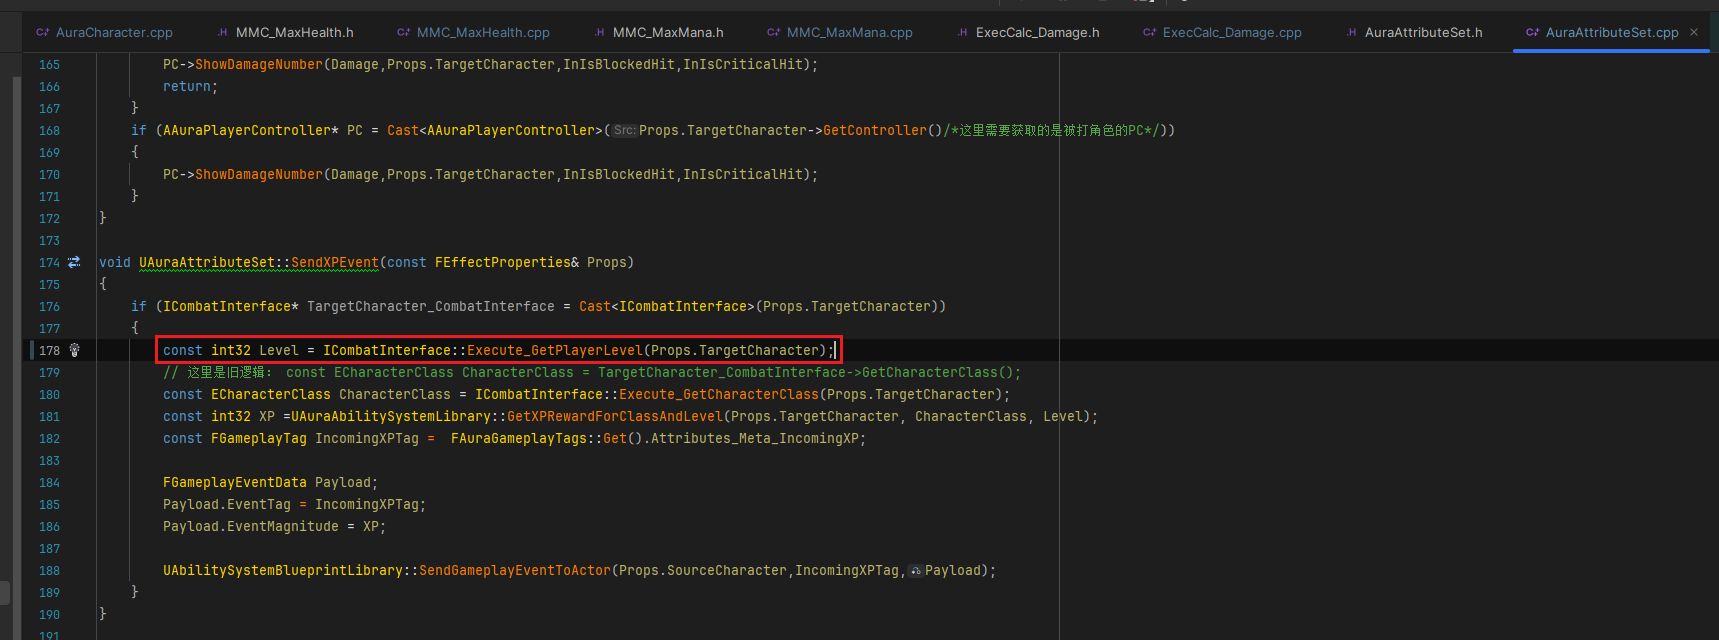 AuraCharacter.cpp .H MMC_MaxHealth.h C+ MMC_MaxHealth.cpp .H MMC_MaxMana.h C+ MMC_MaxMana.cpp .H ExecCalc_Damage.h C+ ExecCalc_Damage.cpp .H AuraAttributeSet.h C+ AuraAttributeSet.cpp ×
165 PC->ShowDamageNumber(Damage,Props.TargetCharacter,InIsBlockedHit,InIsCriticalHit);
166 return;
167 }
168 if (AAuraPlayerController* PC = Cast<AAuraPlayerController>(Src:Props.TargetCharacter->GetController()/*这里需要获取的是被打角色的PC*/))
169 {
170 PC->ShowDamageNumber(Damage,Props.TargetCharacter,InIsBlockedHit,InIsCriticalHit);
171 }
172 }
173
174 void UAuraAttributeSet::SendXPEvent(const FEffectProperties& Props)
175 {
176 if (ICombatInterface* TargetCharacter_CombatInterface = Cast<ICombatInterface>(Props.TargetCharacter))
177 {
178 const int32 Level = ICombatInterface::Execute_GetPlayerLevel(Props.TargetCharacter);
179 // 这里是旧逻辑： const ECharacterClass CharacterClass = TargetCharacter_CombatInterface->GetCharacterClass();
180 const ECharacterClass CharacterClass = ICombatInterface::Execute_GetCharacterClass(Props.TargetCharacter);
181 const int32 XP =UAuraAbilitySystemLibrary::GetXPRewardForClassAndLevel(Props.TargetCharacter, CharacterClass, Level);
182 const FGameplayTag IncomingXPTag = FAuraGameplayTags::Get().Attributes_Meta_IncomingXP;
183
184 FGameplayEventData Payload;
185 Payload.EventTag = IncomingXPTag;
186 Payload.EventMagnitude = XP;
187
188 UAbilitySystemBlueprintLibrary::SendGameplayEventToActor(Props.SourceCharacter,IncomingXPTag,Payload);
189 }
190 }
191